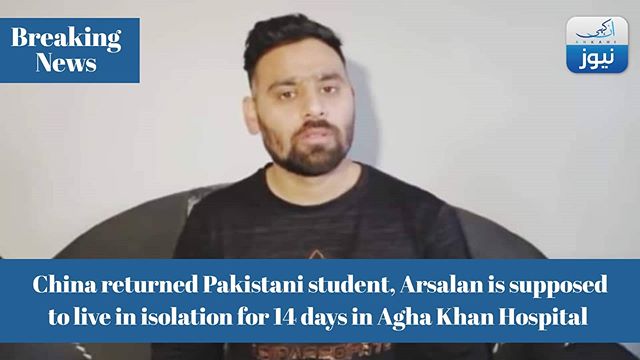 Breaking
News
نیوز
China returned Pakistani student, Arsalan is supposed
to live in isolation for 14 days in Agha Khan Hospital